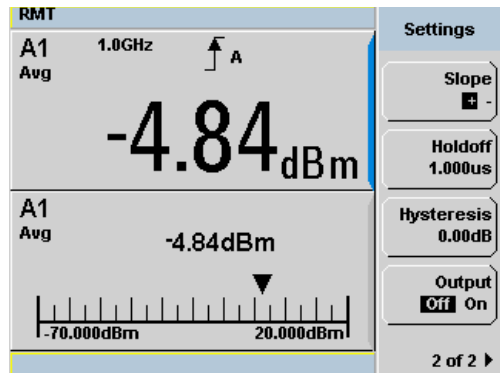 RMT
A1
Avg
1.0GHz
A
-4.84dBm
A1
Avg
-4.84dBm
-70.000dBm 20.000dBm
Settings
Slope
+ -
Holdoff
1.000us
Hysteresis
0.00dB
Output
Off On
2 of 2